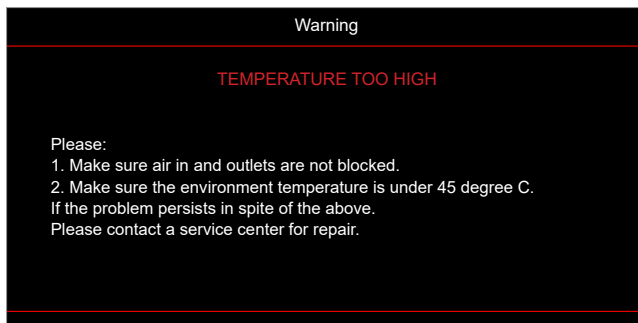 Warning
TEMPERATURE TOO HIGH
Please:
1. Make sure air in and outlets are not blocked.
2. Make sure the environment temperature is under 45 degree C.
If the problem persists in spite of the above.
Please contact a service center for repair.